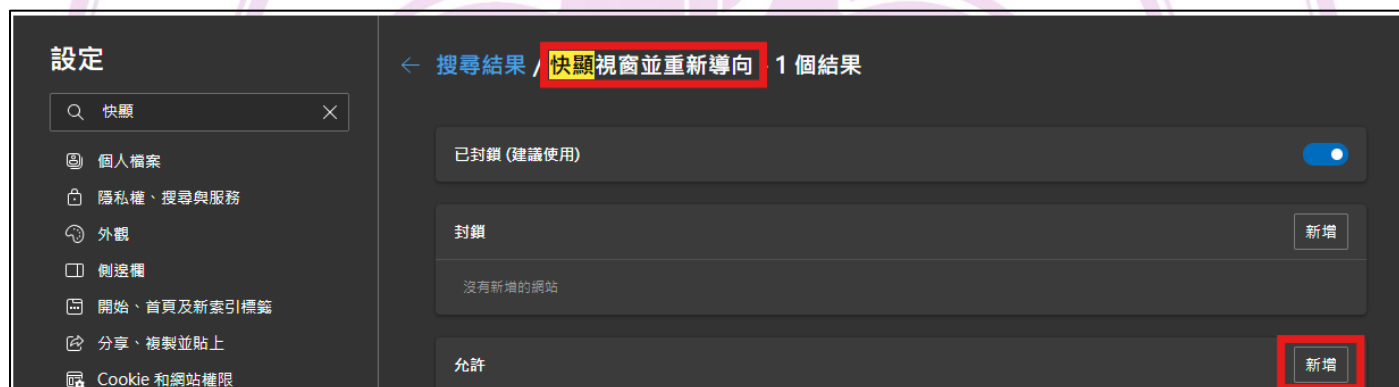 設定
快顯
個人檔案
隱私權、搜尋與服務
外觀
側邊欄
開始、首頁及新索引標籤
分享、複製並貼上
Cookie 和網站權限
搜尋結果 / 快顯視窗並重新導向 - 1 個結果
已封鎖 (建議使用)
封鎖
新增
沒有新增的網站
允許
新增